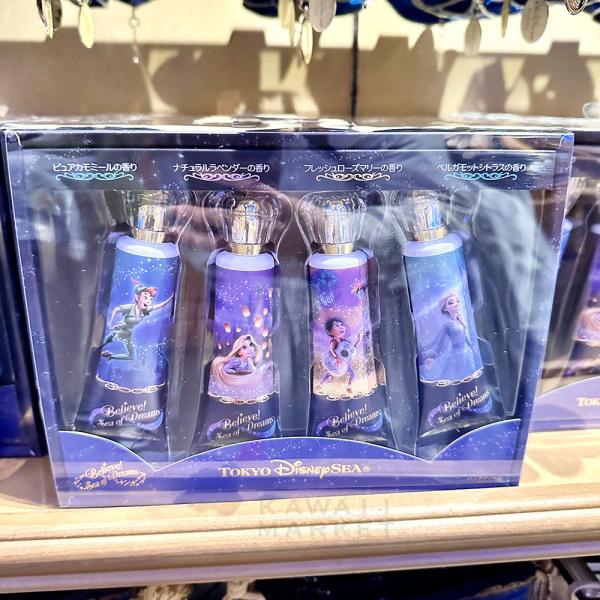 ピュアカモミールの香り
ナチュラルラベンダーの香り
フレッシュローズマリーの香り
ベルガモットシトラスの香り
Believe!
Sea of Dreams
Believe!
Sea of Dreams
Believe!
Sea of Dreams
Believe!
Sea of Dreams
Believe!
Sea of Dreams
TOKYO DISNEYSEA®
KAWAII
MARKET